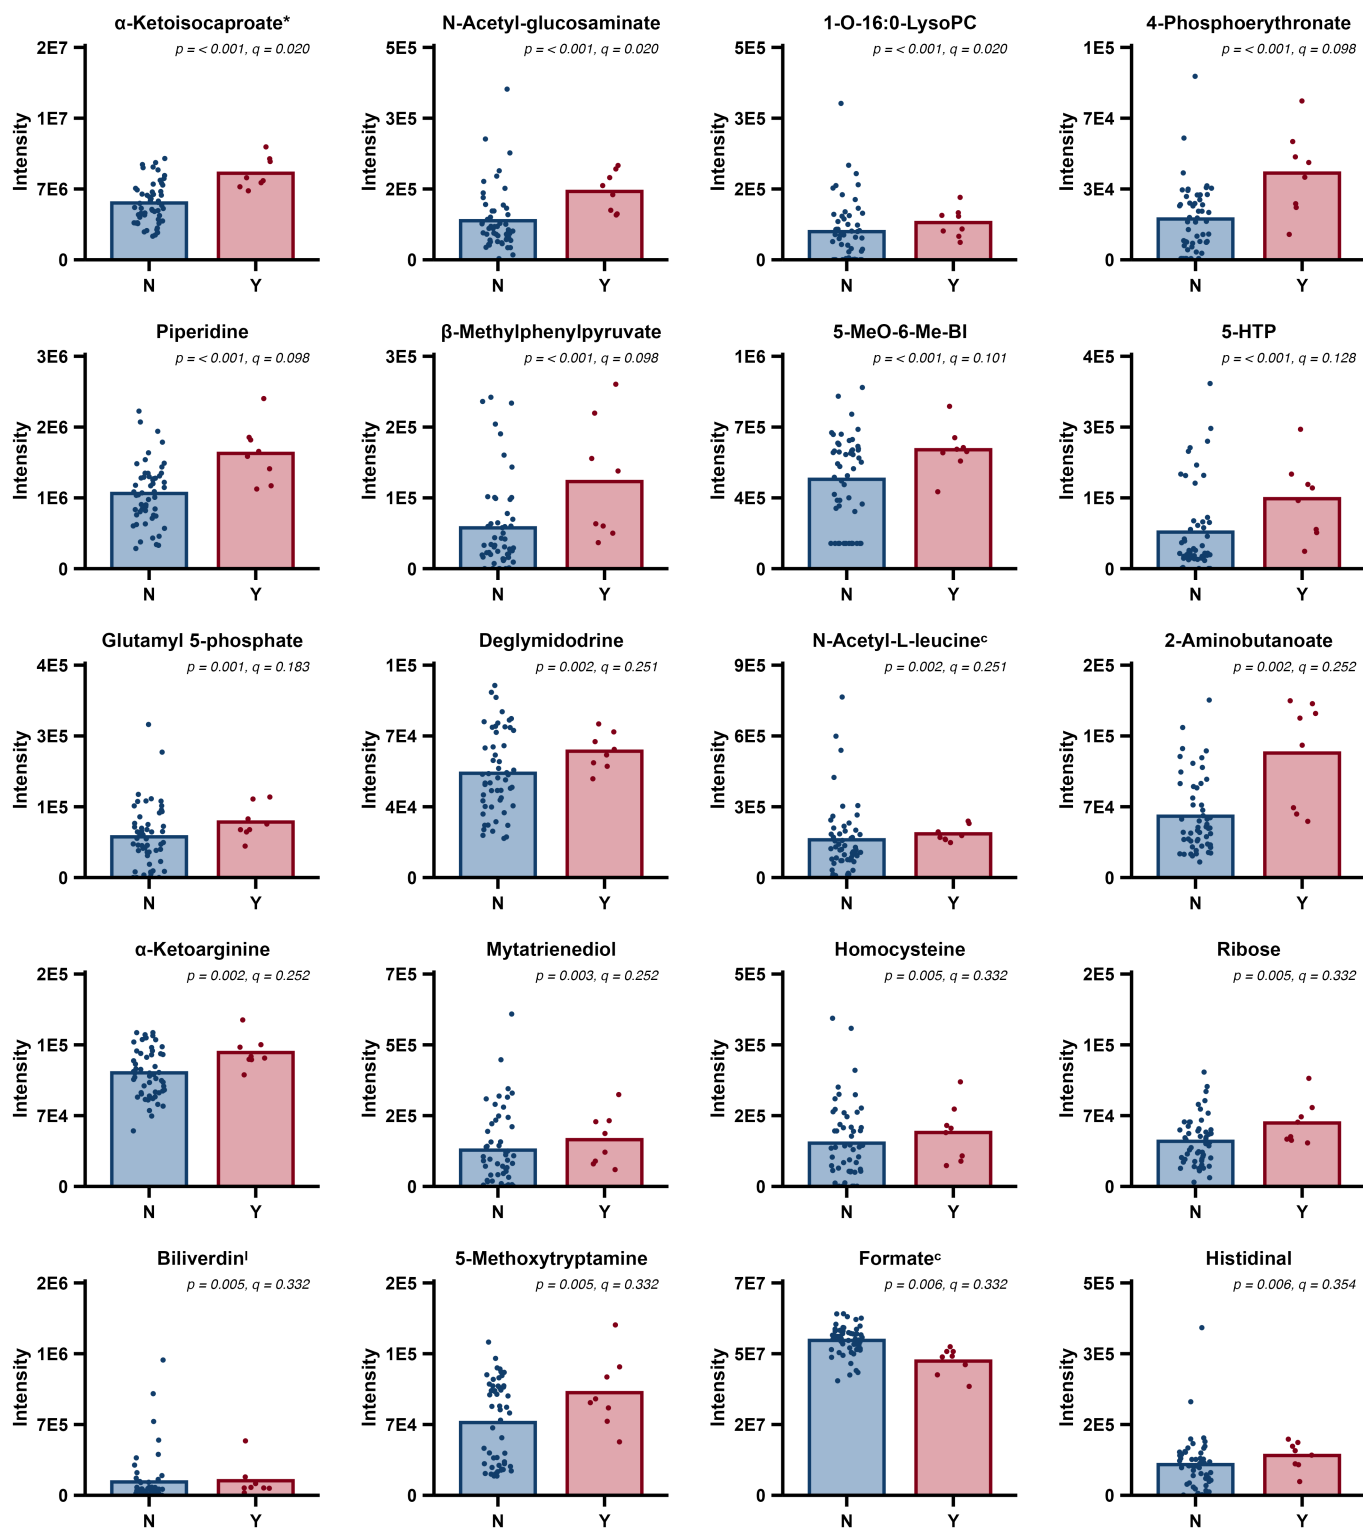 α-Ketoisocaproate*
p = < 0.001, q = 0.020
2E7
1E7
7E6
0
Intensity
N
Y
N-Acetyl-glucosaminate
p = < 0.001, q = 0.020
5E5
3E5
2E5
0
Intensity
N
Y
1-O-16:0-LysoPC
p = < 0.001, q = 0.020
5E5
3E5
2E5
0
Intensity
N
Y
4-Phosphoerythronate
p = < 0.001, q = 0.098
1E5
7E4
3E4
0
Intensity
N
Y
Piperidine
p = < 0.001, q = 0.098
3E6
2E6
1E6
0
Intensity
N
Y
β-Methylphenylpyruvate
p = < 0.001, q = 0.098
3E5
2E5
1E5
0
Intensity
N
Y
5-MeO-6-Me-BI
p = < 0.001, q = 0.101
1E6
7E5
4E5
0
Intensity
N
Y
5-HTP
p = < 0.001, q = 0.128
4E5
3E5
1E5
0
Intensity
N
Y
Glutamyl 5-phosphate
p = 0.001, q = 0.183
4E5
3E5
1E5
0
Intensity
N
Y
Deglymidodrine
p = 0.002, q = 0.251
1E5
7E4
4E4
0
Intensity
N
Y
N-Acetyl-L-leucineᶜ
p = 0.002, q = 0.251
9E5
6E5
3E5
0
Intensity
N
Y
2-Aminobutanoate
p = 0.002, q = 0.252
2E5
1E5
7E4
0
Intensity
N
Y
α-Ketoarginine
p = 0.002, q = 0.252
2E5
1E5
7E4
0
Intensity
N
Y
Mytatrienediol
p = 0.003, q = 0.252
7E5
5E5
2E5
0
Intensity
N
Y
Homocysteine
p = 0.005, q = 0.332
5E5
3E5
2E5
0
Intensity
N
Y
Ribose
p = 0.005, q = 0.332
2E5
1E5
7E4
0
Intensity
N
Y
Biliverdinˡ
p = 0.005, q = 0.332
2E6
1E6
7E5
0
Intensity
N
Y
5-Methoxytryptamine
p = 0.005, q = 0.332
2E5
1E5
7E4
0
Intensity
N
Y
Formateᶜ
p = 0.006, q = 0.332
7E7
5E7
2E7
0
Intensity
N
Y
Histidinal
p = 0.006, q = 0.354
5E5
3E5
2E5
0
Intensity
N
Y